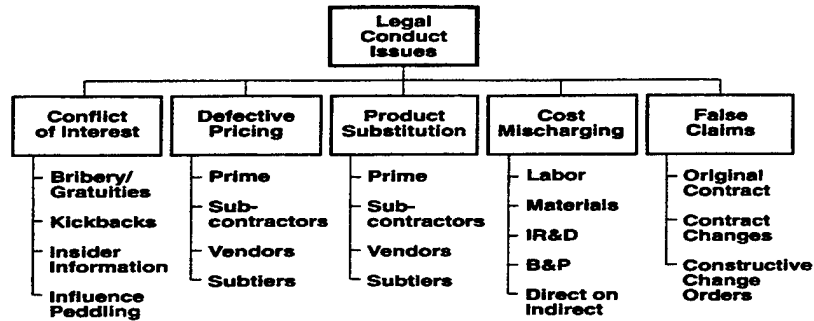 Legal
Conduct
Issues
Conflict
of Interest
Defective
Pricing
Product
Substitution
Cost
Mischarging
False
Claims
Bribery/
Gratuities
Kickbacks
Insider
Information
Influence
Peddling
Prime
Sub-
contractors
Vendors
Subtiers
Prime
Sub-
contractors
Vendors
Subtiers
Labor
Materials
IR&D
B&P
Direct on
Indirect
Original
Contract
Contract
Changes
Constructive
Change
Orders